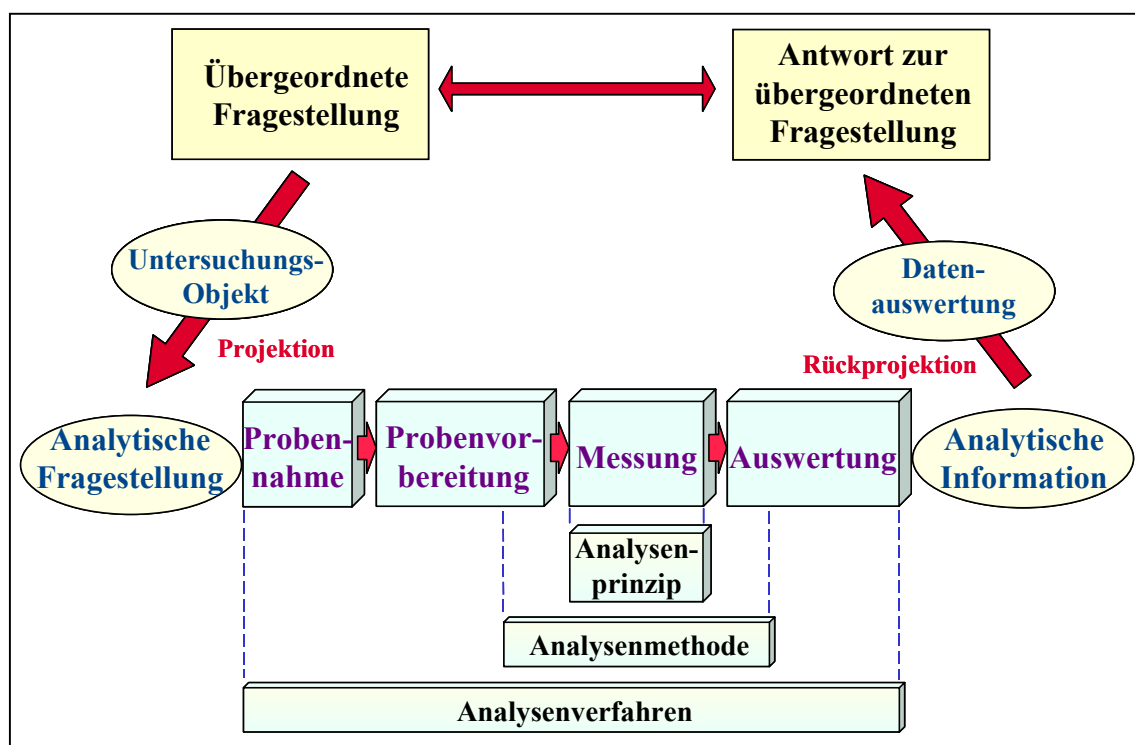 Übergeordnete
Fragestellung
Antwort zur
übergeordneten
Fragestellung
Untersuchungs-
Objekt
Daten-
auswertung
Projektion
Rückprojektion
Analytische
Fragestellung
Proben-
nahme
Probenvor-
bereitung
Messung
Auswertung
Analytische
Information
Analysen-
prinzip
Analysenmethode
Analysenverfahren